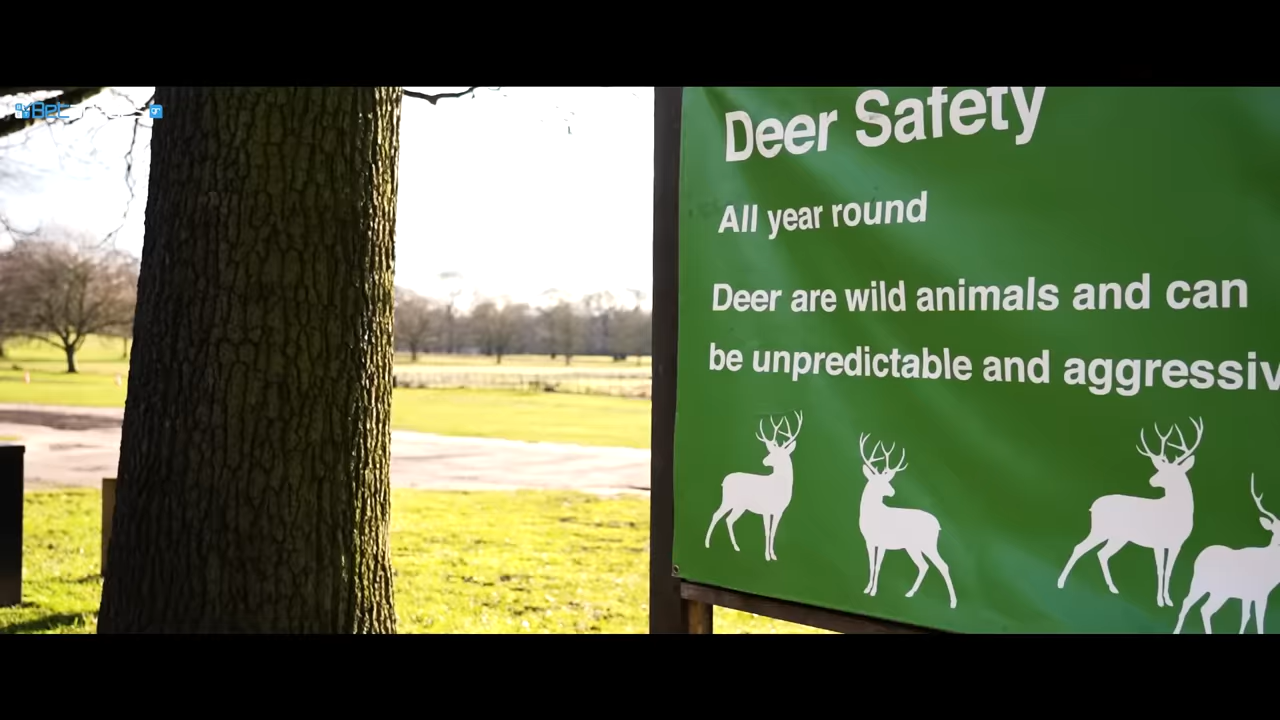 Deer Safety
All year round
Deer are wild animals and can
be unpredictable and aggressiv